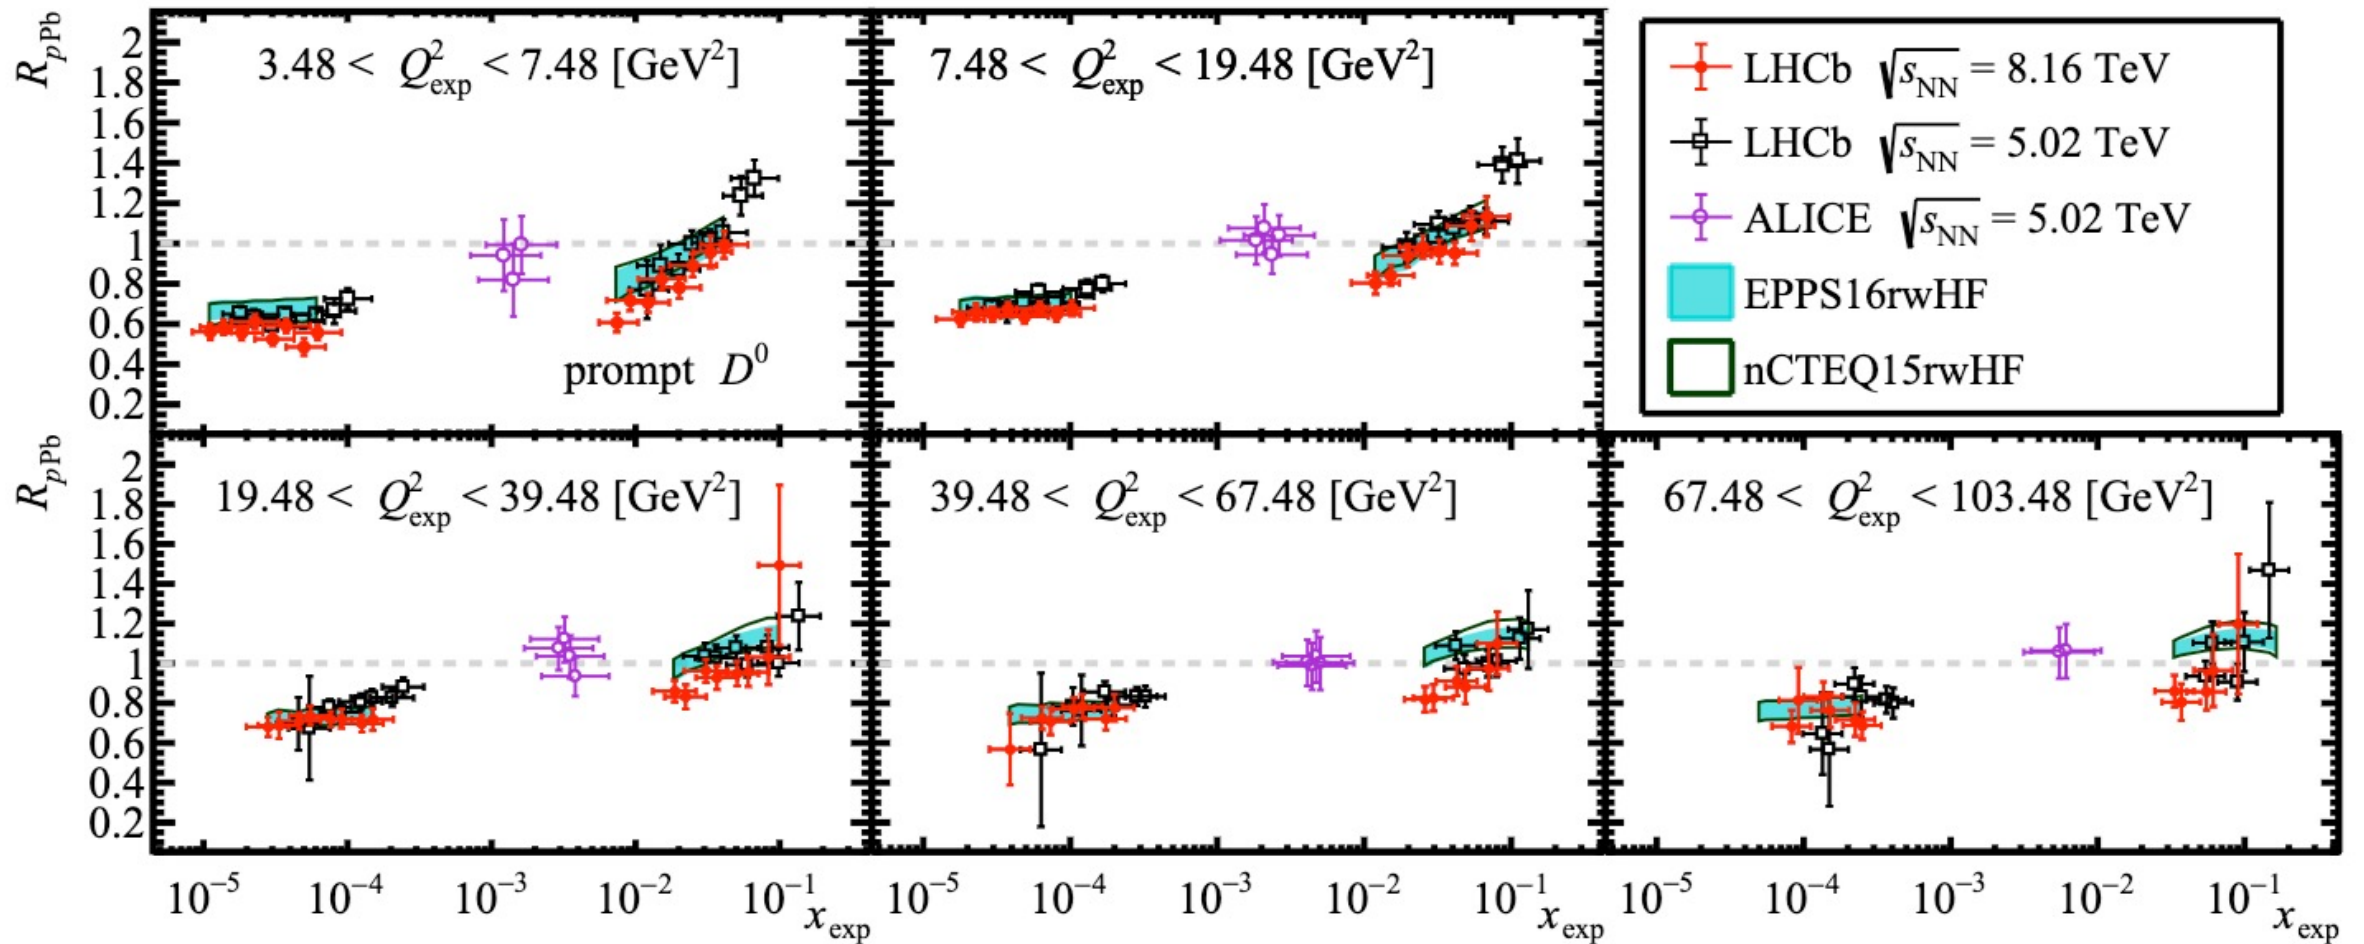 R_pPb
2
1.8
1.6
1.4
1.2
1
0.8
0.6
0.4
0.2
3.48 < Q²_exp < 7.48 [GeV²]
prompt D⁰
7.48 < Q²_exp < 19.48 [GeV²]
LHCb √s_NN = 8.16 TeV
LHCb √s_NN = 5.02 TeV
ALICE √s_NN = 5.02 TeV
EPPS16rwHF
nCTEQ15rwHF
R_pPb
2
1.8
1.6
1.4
1.2
1
0.8
0.6
0.4
0.2
19.48 < Q²_exp < 39.48 [GeV²]
39.48 < Q²_exp < 67.48 [GeV²]
67.48 < Q²_exp < 103.48 [GeV²]
10⁻⁵ 10⁻⁴ 10⁻³ 10⁻² 10⁻¹
x_exp
10⁻⁵ 10⁻⁴ 10⁻³ 10⁻² 10⁻¹
x_exp
10⁻⁵ 10⁻⁴ 10⁻³ 10⁻² 10⁻¹
x_exp